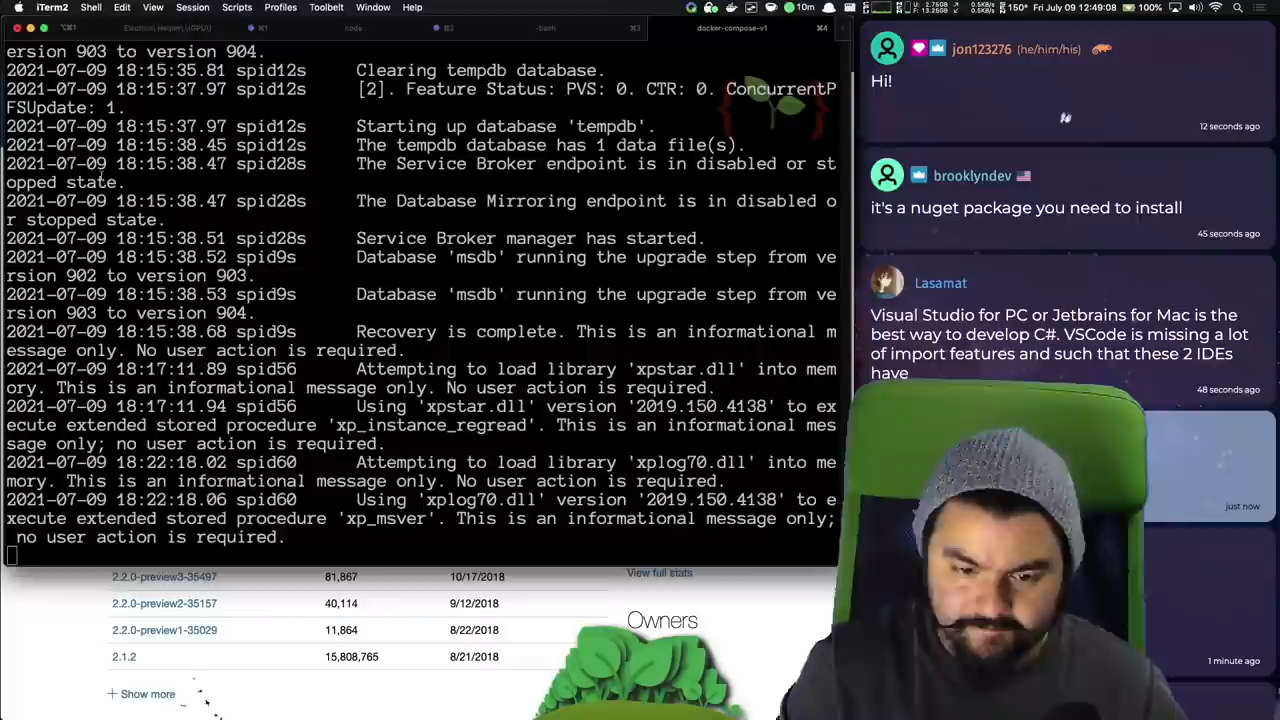 iTerm2 Shell Edit View Session Scripts Profiles Toolbelt Window Help
10m
150° Fri July 09 12:49:08
100%
⌥⌘1
Electron\ Helper\ \(GPU\)
⌘1
code
⌘2
-bash
⌘3
docker-compose-v1
⌘4
ersion 903 to version 904.
2021-07-09 18:15:35.81 spid12s Clearing tempdb database.
2021-07-09 18:15:37.97 spid12s [2]. Feature Status: PVS: 0. CTR: 0. ConcurrentP
FSUpdate: 1.
2021-07-09 18:15:37.97 spid12s Starting up database 'tempdb'.
2021-07-09 18:15:38.45 spid12s The tempdb database has 1 data file(s).
2021-07-09 18:15:38.47 spid28s The Service Broker endpoint is in disabled or st
opped state.
2021-07-09 18:15:38.47 spid28s The Database Mirroring endpoint is in disabled o
r stopped state.
2021-07-09 18:15:38.51 spid28s Service Broker manager has started.
2021-07-09 18:15:38.52 spid9s Database 'msdb' running the upgrade step from ve
rsion 902 to version 903.
2021-07-09 18:15:38.53 spid9s Database 'msdb' running the upgrade step from ve
rsion 903 to version 904.
2021-07-09 18:15:38.68 spid9s Recovery is complete. This is an informational m
essage only. No user action is required.
2021-07-09 18:17:11.89 spid56 Attempting to load library 'xpstar.dll' into mem
ory. This is an informational message only. No user action is required.
2021-07-09 18:17:11.94 spid56 Using 'xpstar.dll' version '2019.150.4138' to ex
ecute extended stored procedure 'xp_instance_regread'. This is an informational mes
sage only; no user action is required.
2021-07-09 18:22:18.02 spid60 Attempting to load library 'xplog70.dll' into me
mory. This is an informational message only. No user action is required.
2021-07-09 18:22:18.06 spid60 Using 'xplog70.dll' version '2019.150.4138' to e
xecute extended stored procedure 'xp_msver'. This is an informational message only;
no user action is required.
2.2.0-preview3-35497 81,867 10/17/2018
2.2.0-preview2-35157 40,114 9/12/2018
2.2.0-preview1-35029 11,864 8/22/2018
2.1.2 15,808,765 8/21/2018
+ Show more
View full stats
Owners
jon123276 (he/him/his)
Hi!
12 seconds ago
brooklyndev
it's a nuget package you need to install
45 seconds ago
Lasamat
Visual Studio for PC or Jetbrains for Mac is the
best way to develop C#. VSCode is missing a lot
of import features and such that these 2 IDEs
have
48 seconds ago
just now
1 minute ago